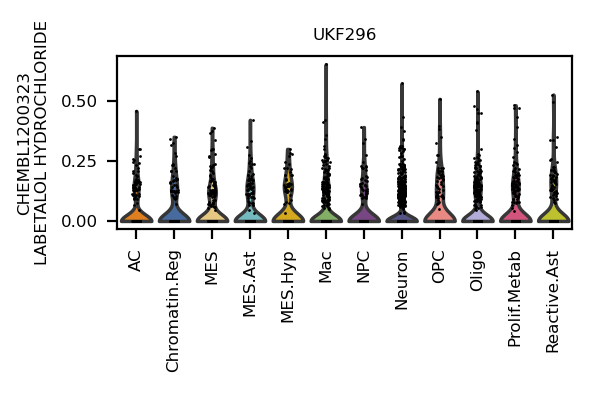 UKF296
CHEMBL1200323
LABETALOL HYDROCHLORIDE
0.50
0.25
0.00
AC
Chromatin.Reg
MES
MES.Ast
MES.Hyp
Mac
NPC
Neuron
OPC
Oligo
Prolif.Metab
Reactive.Ast